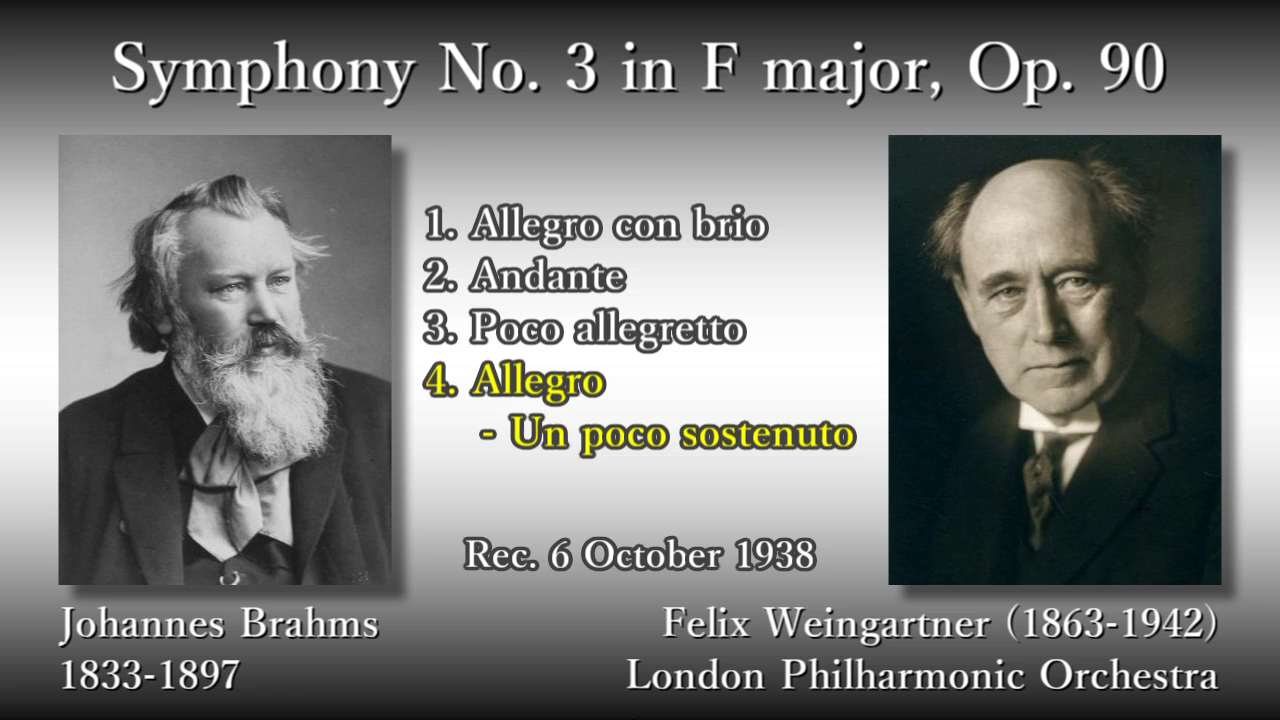 Symphony No. 3 in F major, Op. 90
1. Allegro con brio
2. Andante
3. Poco allegretto
4. Allegro
- Un poco sostenuto
Rec. 6 October 1938
Johannes Brahms
1833-1897
Felix Weingartner (1863-1942)
London Philharmonic Orchestra